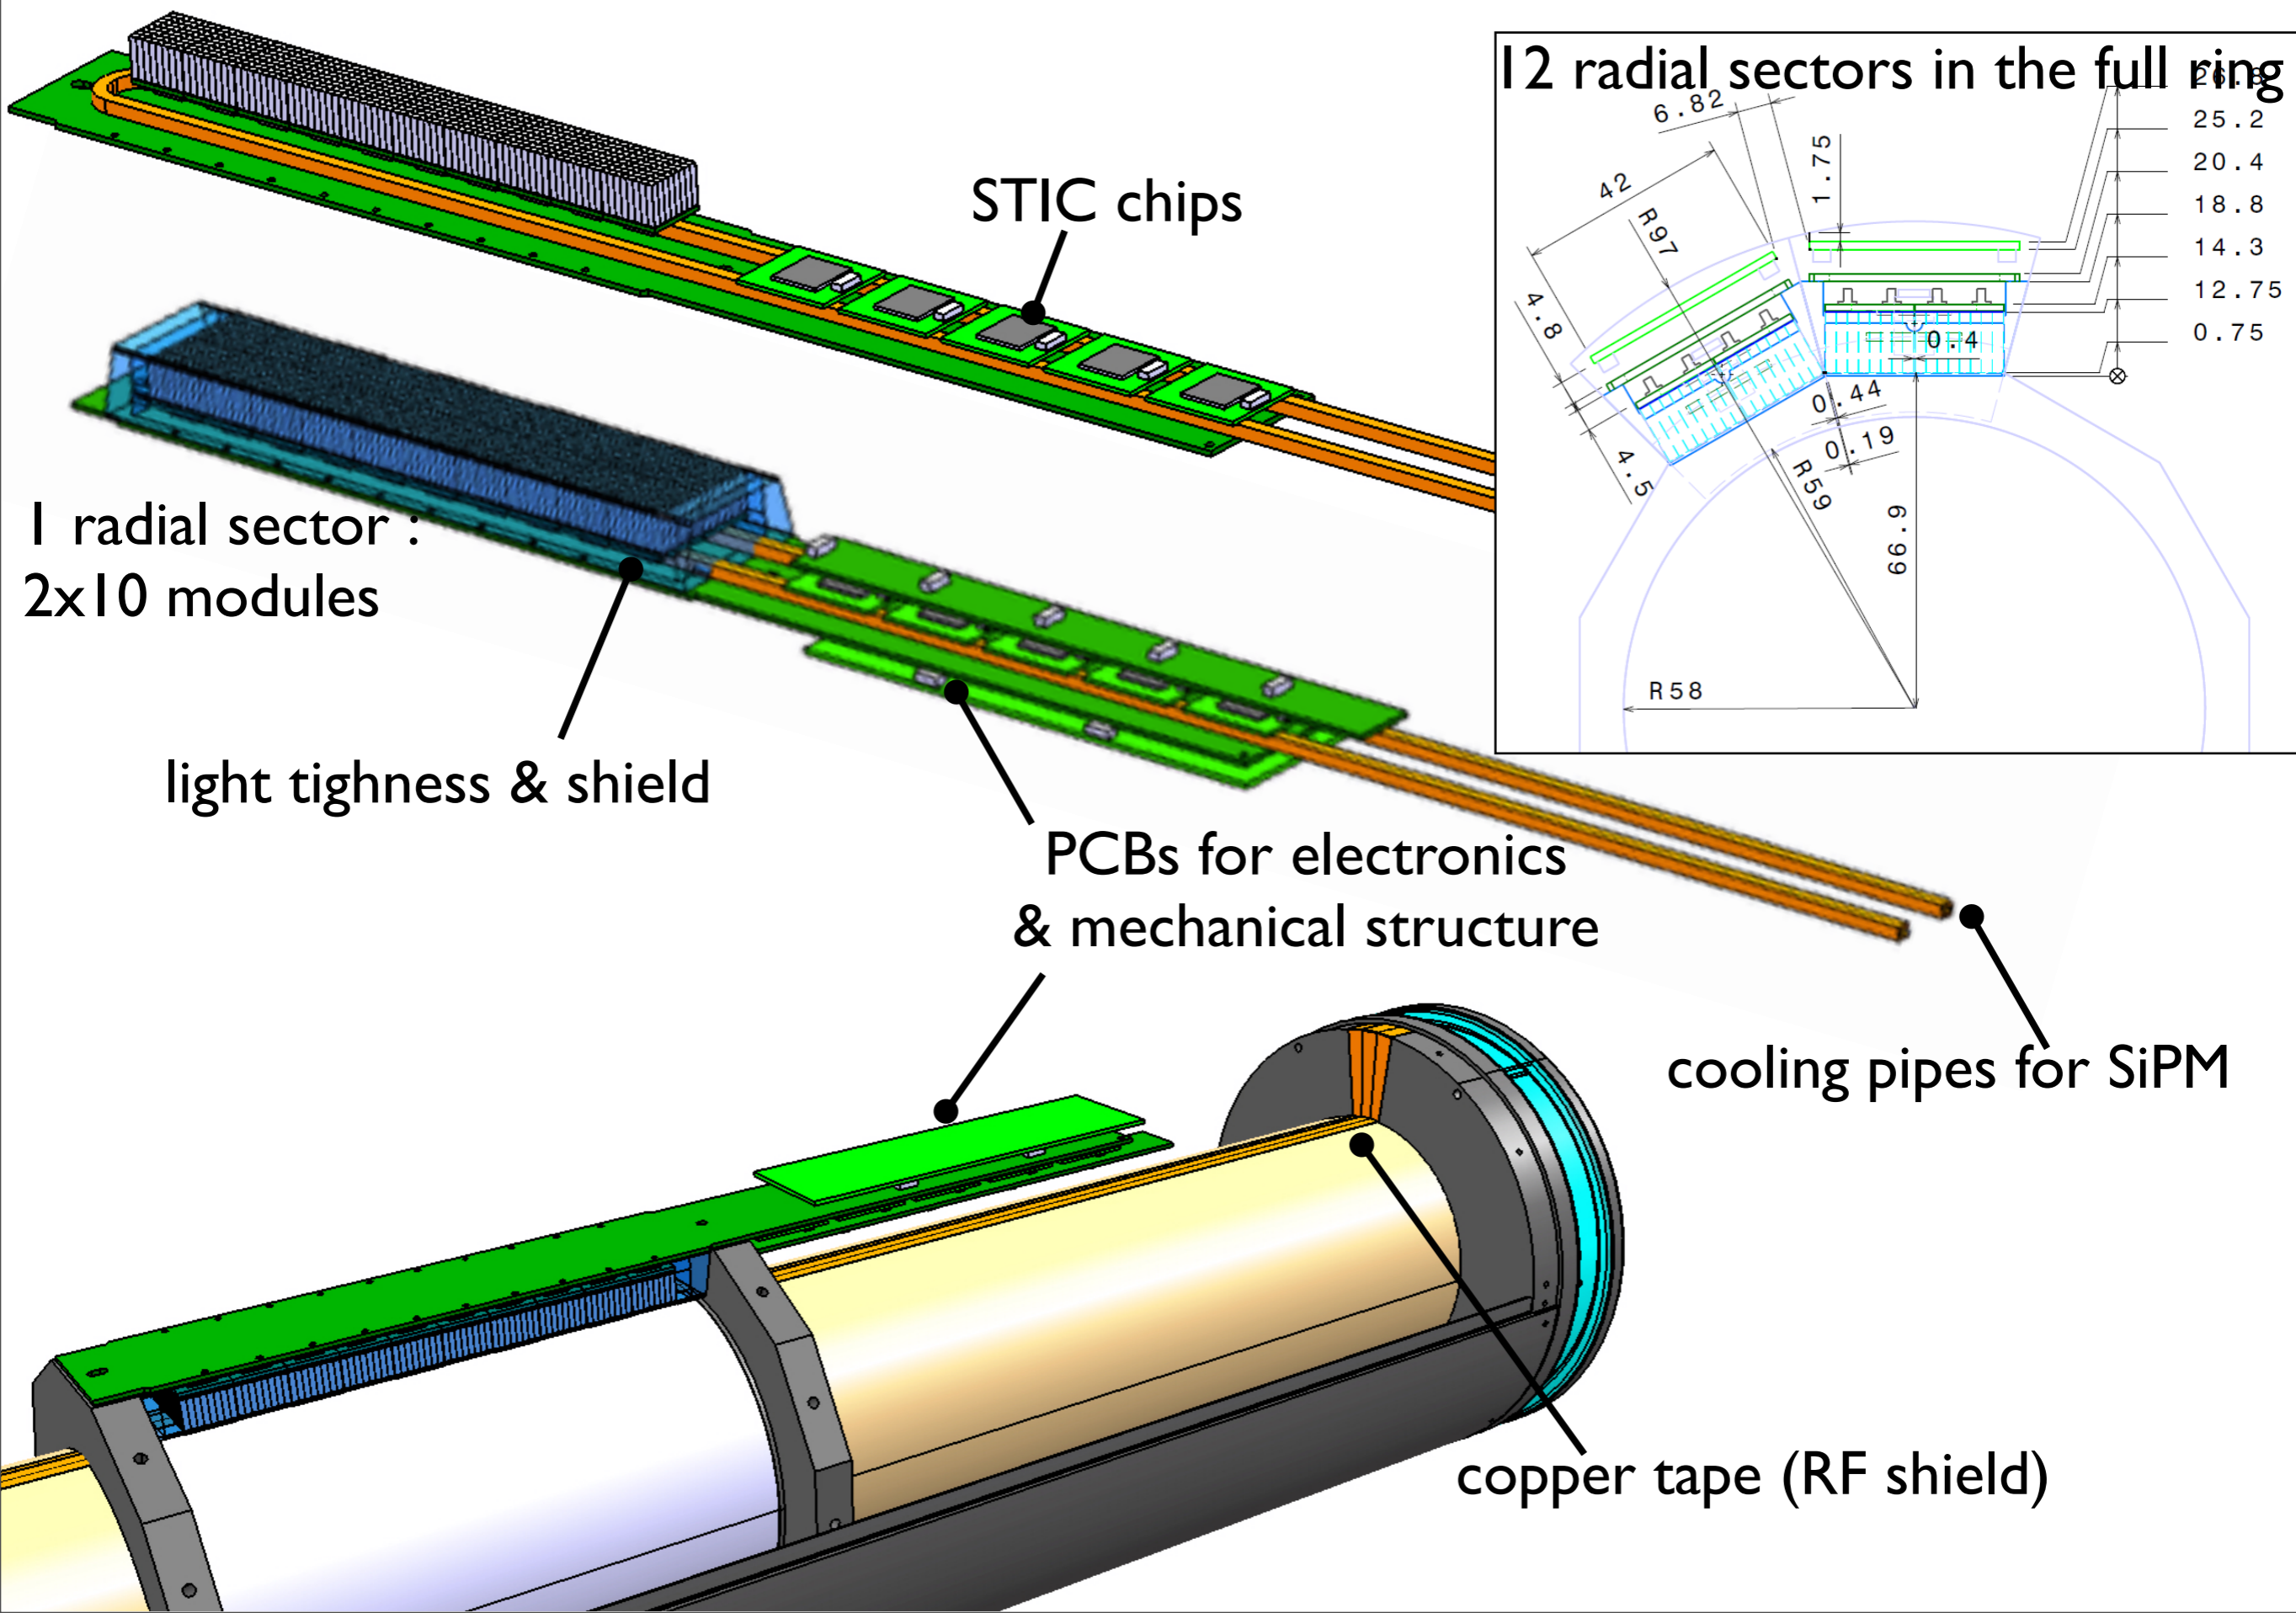 12 radial sectors in the full ring
26.8
25.2
20.4
18.8
14.3
12.75
0.75
6.82
1.75
42
R97
4.8
4.5
0.4
0.44
0.19
R59
66.9
R58
STIC chips
1 radial sector :
2x10 modules
light tighness & shield
PCBs for electronics
& mechanical structure
cooling pipes for SiPM
copper tape (RF shield)